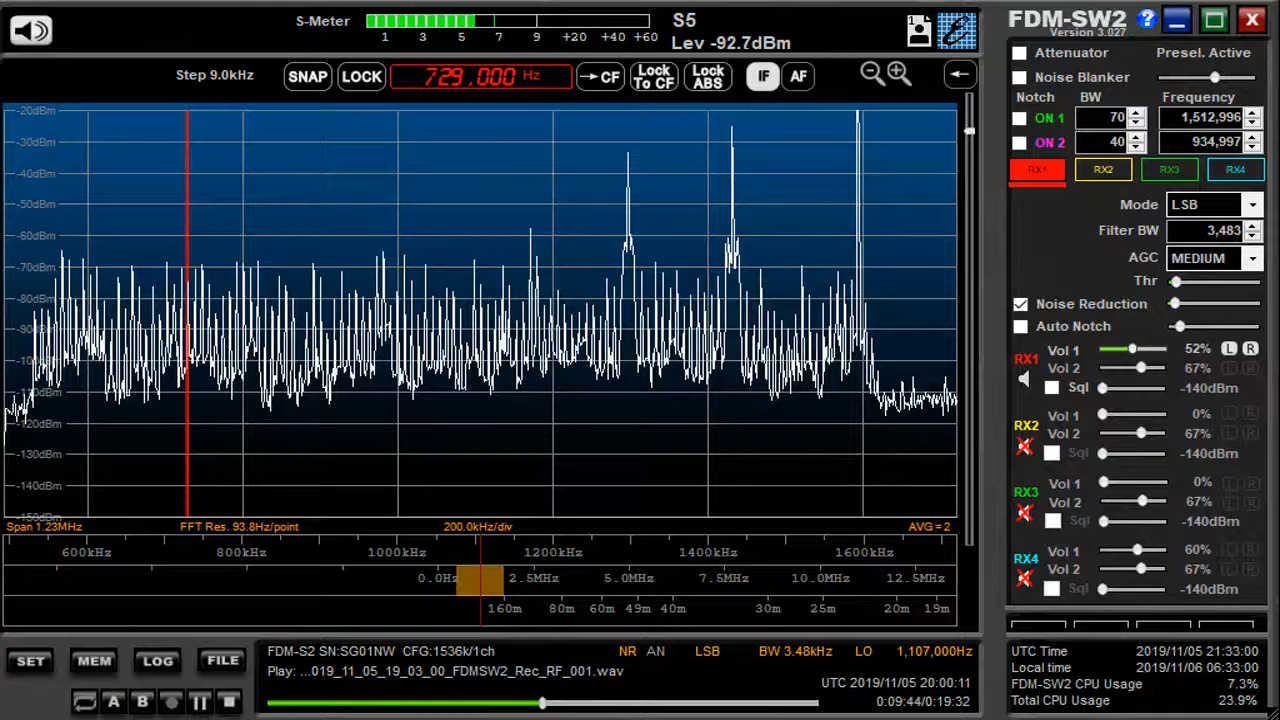 S-Meter
1 3 5 7 9 +20 +40 +60
S5
Lev -92.7dBm
FDM-SW2
Version 3.027
Step 9.0kHz
SNAP
LOCK
729.000 Hz
→CF
Lock To CF
Lock ABS
IF
AF
-20dBm
-30dBm
-40dBm
-50dBm
-60dBm
-70dBm
-80dBm
-90dBm
-100dBm
-110dBm
-120dBm
-130dBm
-140dBm
-150dBm
Span 1.23MHz
FFT Res. 93.8Hz/point
200.0kHz/div
AVG=2
600kHz 800kHz 1000kHz 1200kHz 1400kHz 1600kHz
0.0Hz 2.5MHz 5.0MHz 7.5MHz 10.0MHz 12.5MHz
160m 80m 60m 49m 40m 30m 25m 20m 19m
Attenuator Presel. Active
Noise Blanker
Notch BW Frequency
ON 1 70 1,512,996
ON 2 40 934,997
RX1 RX2 RX3 RX4
Mode LSB
Filter BW 3,483
AGC MEDIUM
Thr
Noise Reduction
Auto Notch
RX1
Vol 1 52% L R
Vol 2 67% L R
Sql -140dBm
RX2
Vol 1 0% L R
Vol 2 67% L R
Sql -140dBm
RX3
Vol 1 0% L R
Vol 2 67% L R
Sql -140dBm
RX4
Vol 1 60% L R
Vol 2 67% L R
Sql -140dBm
SET MEM LOG FILE
A B
FDM-S2 SN:SG01NW CFG:1536k/1ch
NR AN LSB BW 3.48kHz LO 1,107,000Hz
Play: ...019_11_05_19_03_00_FDMSW2_Rec_RF_001.wav
UTC 2019/11/05 20:00:11
0:09:44/0:19:32
UTC Time 2019/11/05 21:33:00
Local time 2019/11/06 06:33:00
FDM-SW2 CPU Usage 7.3%
Total CPU Usage 23.9%